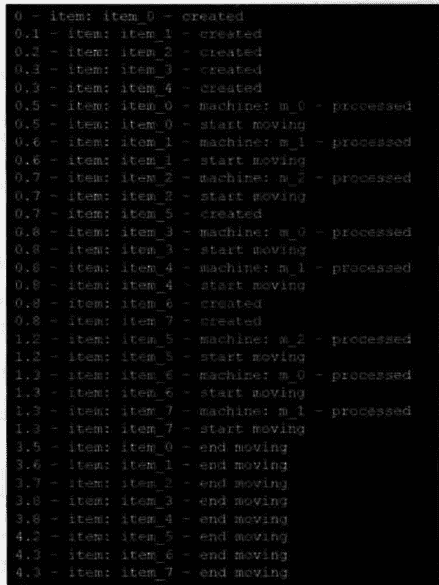 0 - item: item_0 - created
0.1 - item: item_1 - created
0.2 - item: item_2 - created
0.3 - item: item_3 - created
0.3 - item: item_4 - created
0.5 - item: item_0 - machine: m_0 - processed
0.5 - item: item_0 - start moving
0.6 - item: item_1 - machine: m_1 - processed
0.6 - item: item_1 - start moving
0.7 - item: item_2 - machine: m_2 - processed
0.7 - item: item_2 - start moving
0.7 - item: item_5 - created
0.8 - item: item_3 - machine: m_0 - processed
0.8 - item: item_3 - start moving
0.8 - item: item_4 - machine: m_1 - processed
0.8 - item: item_4 - start moving
0.8 - item: item_6 - created
0.8 - item: item_7 - created
1.2 - item: item_5 - machine: m_2 - processed
1.2 - item: item_5 - start moving
1.3 - item: item_6 - machine: m_0 - processed
1.3 - item: item_6 - start moving
1.3 - item: item_7 - machine: m_1 - processed
1.3 - item: item_7 - start moving
3.5 - item: item_0 - end moving
3.6 - item: item_1 - end moving
3.7 - item: item_2 - end moving
3.8 - item: item_3 - end moving
3.8 - item: item_4 - end moving
4.2 - item: item_5 - end moving
4.3 - item: item_6 - end moving
4.3 - item: item_7 - end moving